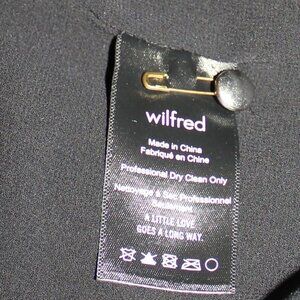 wilfred
Made in China
Fabriqué en Chine
Professional Dry Clean Only
Nettoyage à Sec Professionnel
Seulement
A LITTLE LOVE
GOES A LONG WAY.